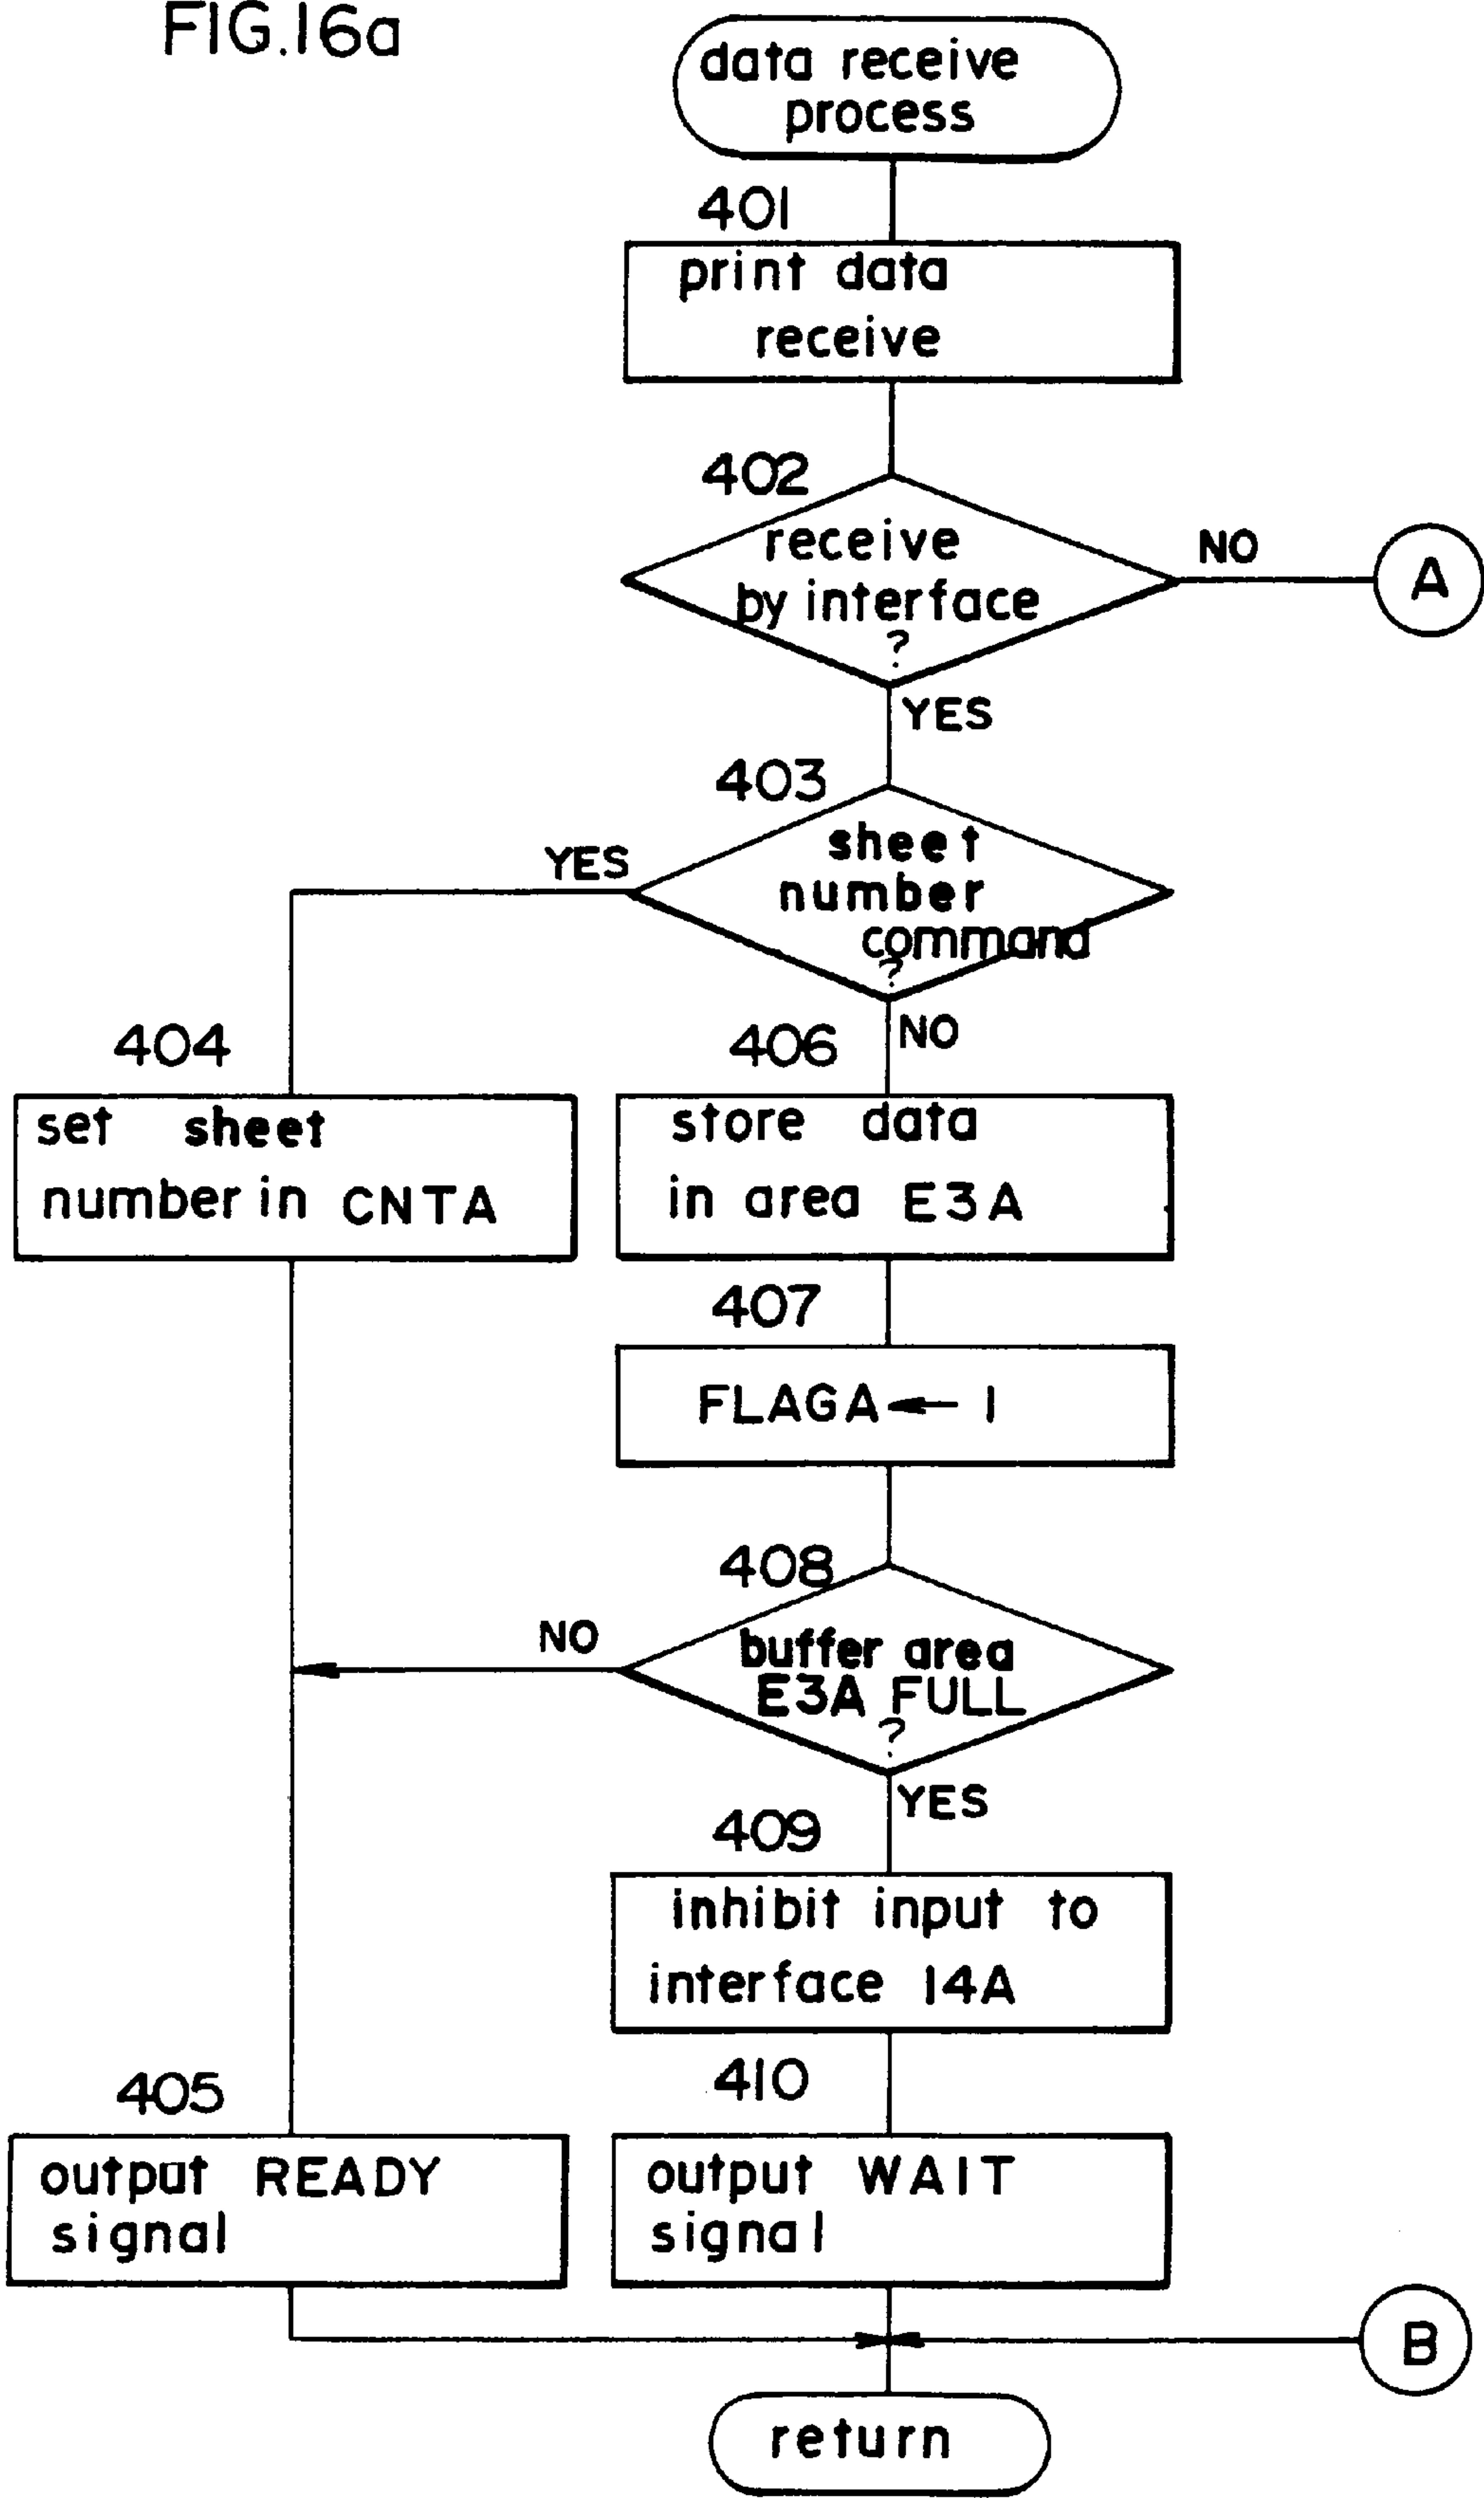 FIG.16a
data receive
process
401
print data
receive
402
receive
by interface
?
NO
A
YES
403
sheet
number
command
?
YES
NO
404
set sheet
number in CNTA
406
store data
in area E3A
407
FLAGA ← 1
408
buffer area
E3A FULL
?
NO
YES
409
inhibit input to
interface 14A
405
output READY
signal
410
output WAIT
signal
B
return